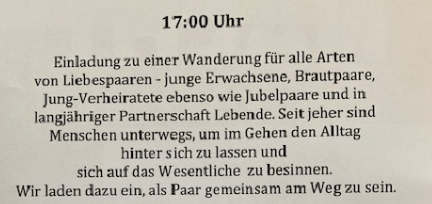 17:00 Uhr
Einladung zu einer Wanderung für alle Arten
von Liebespaaren - junge Erwachsene, Brautpaare,
Jung-Verheiratete ebenso wie Jubelpaare und in
langjähriger Partnerschaft Lebende. Seit jeher sind
Menschen unterwegs, um im Gehen den Alltag
hinter sich zu lassen und
sich auf das Wesentliche zu besinnen.
Wir laden dazu ein, als Paar gemeinsam am Weg zu sein.